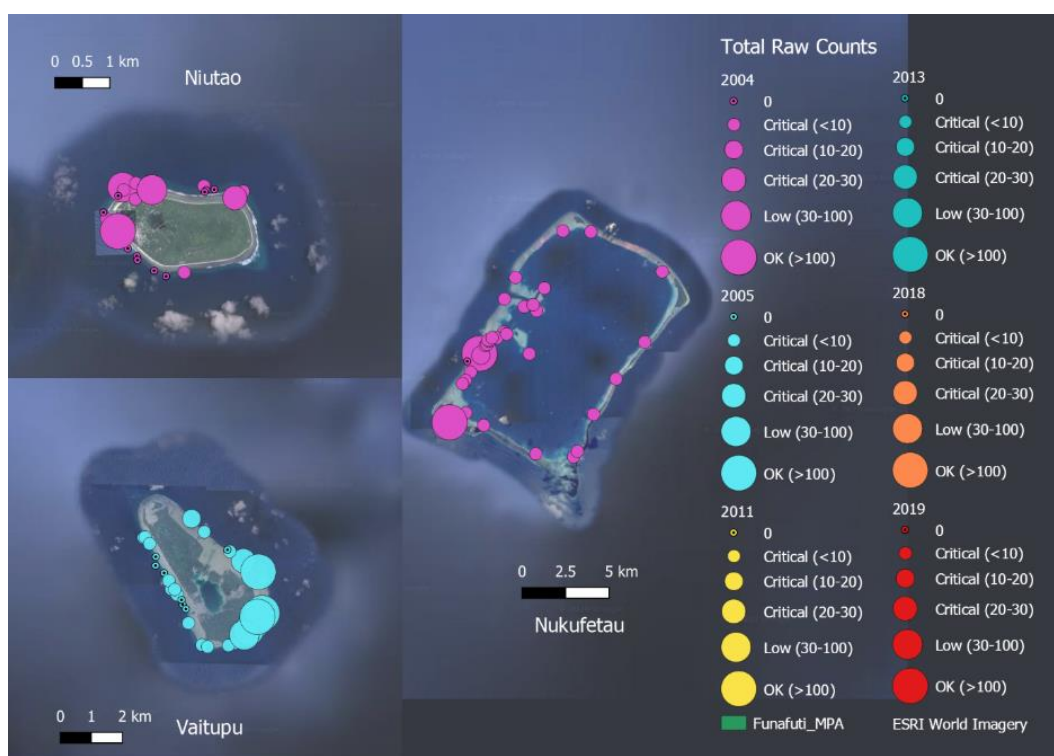 0 0.5 1 km
Niutao
0 1 2 km
Vaitupu
0 2.5 5 km
Nukufetau
Total Raw Counts
2004
0
Critical (<10)
Critical (10-20)
Critical (20-30)
Low (30-100)
OK (>100)
2005
0
Critical (<10)
Critical (10-20)
Critical (20-30)
Low (30-100)
OK (>100)
2011
0
Critical (<10)
Critical (10-20)
Critical (20-30)
Low (30-100)
OK (>100)
Funafuti_MPA
2013
0
Critical (<10)
Critical (10-20)
Critical (20-30)
Low (30-100)
OK (>100)
2018
0
Critical (<10)
Critical (10-20)
Critical (20-30)
Low (30-100)
OK (>100)
2019
0
Critical (<10)
Critical (10-20)
Critical (20-30)
Low (30-100)
OK (>100)
ESRI World Imagery